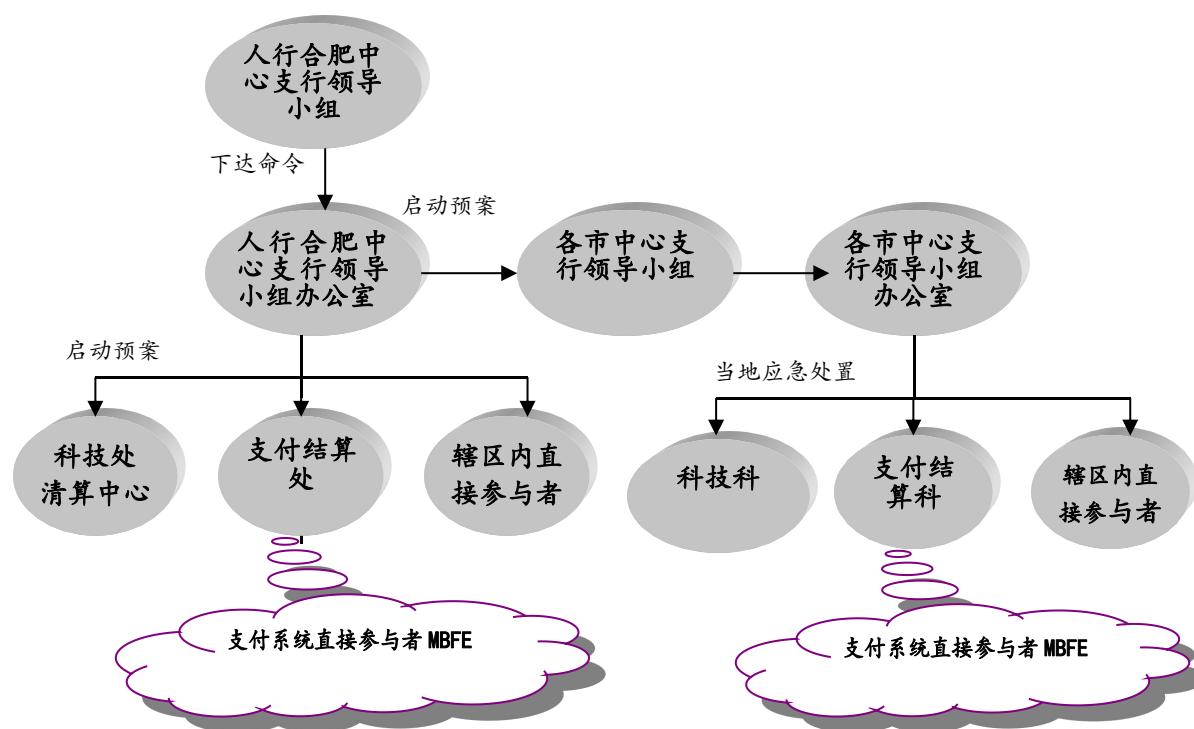 人行合肥中
心支行领导
小组
下达命令
启动预案
人行合肥中
心支行领导
小组办公室
各市中心支
行领导小组
各市中心支
行领导小组
办公室
启动预案
当地应急处置
科技处
清算中心
支付结算
处
辖区内直
接参与者
科技科
支付结
算科
辖区内直
接参与者
支付系统直接参与者 MBFE
支付系统直接参与者 MBFE